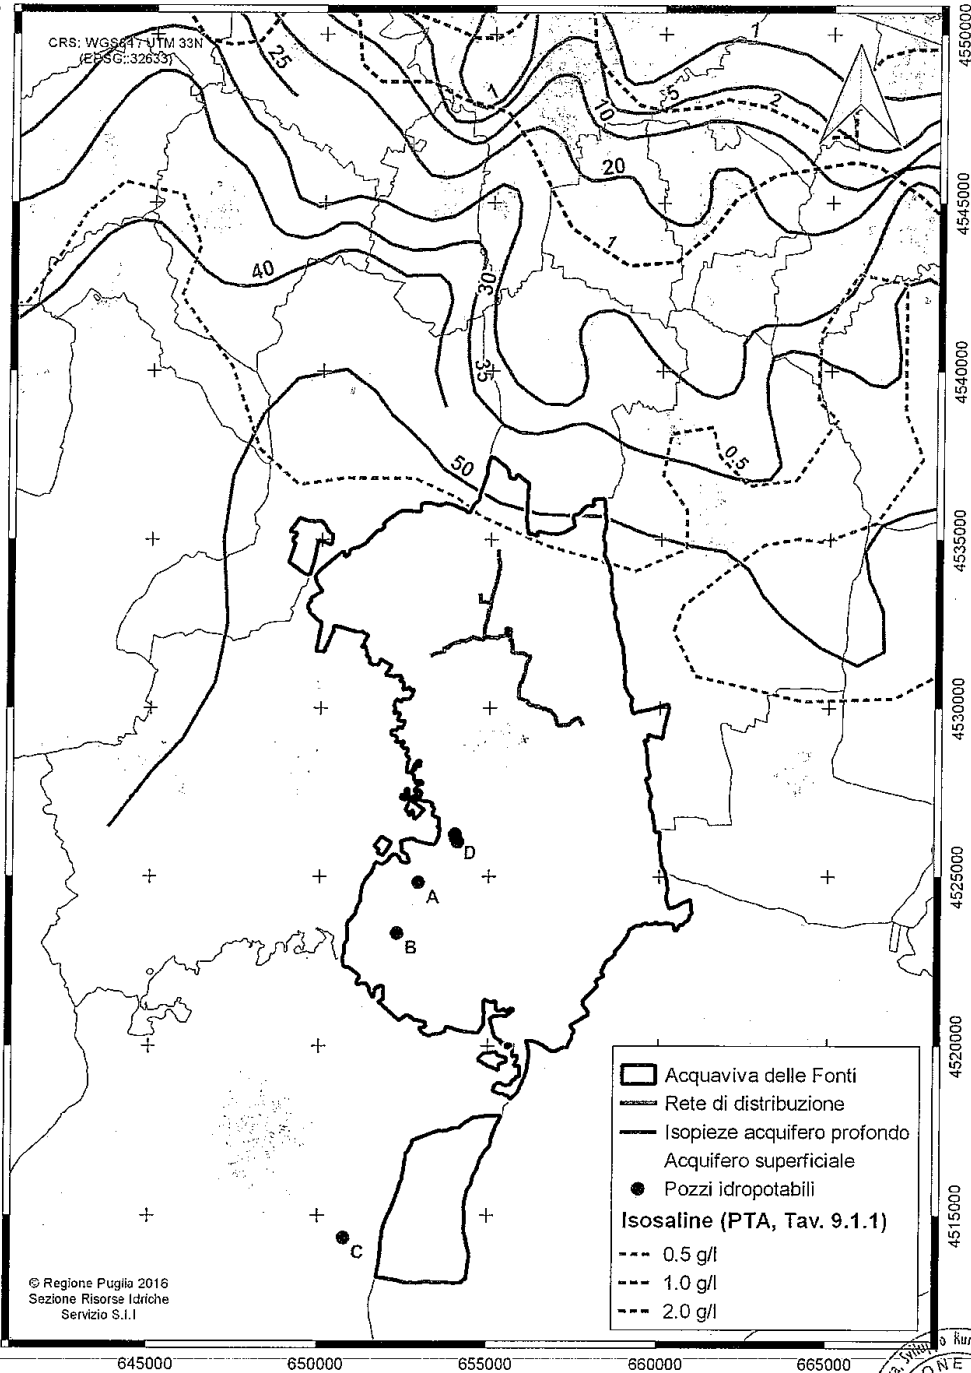 CRS: WGS84 / UTM 33N
(EPSG:32633)
25
1
1
5
2
10
20
1
40
30
35
50
0.5
D
A
B
C
4550000
4545000
4540000
4535000
4530000
4525000
4520000
4515000
Acquaviva delle Fonti
Rete di distribuzione
Isopieze acquifero profondo
Acquifero superficiale
Pozzi idropotabili
Isosaline (PTA, Tav. 9.1.1)
0.5 g/l
1.0 g/l
2.0 g/l
© Regione Puglia 2016
Sezione Risorse Idriche
Servizio S.I.I
645000
650000
655000
660000
665000